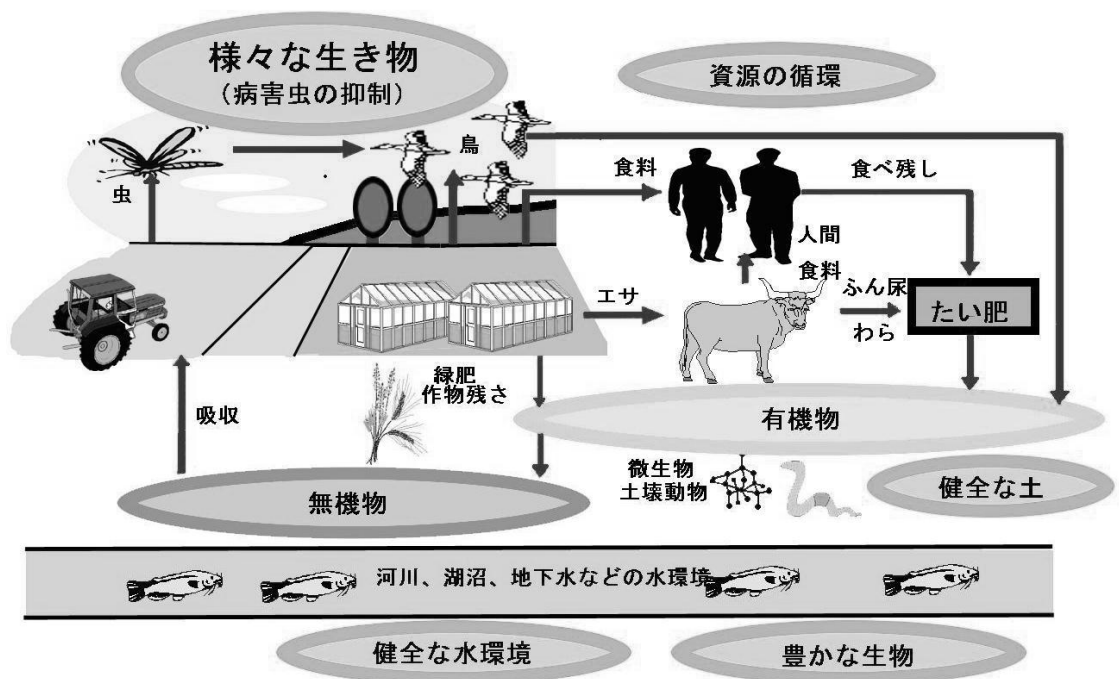 様々な生き物
（病害虫の抑制）
資源の循環
鳥
虫
食料
食べ残し
人間
食料
エサ
ふん尿
わら
たい肥
緑肥
作物残さ
吸収
有機物
微生物
土壌動物
健全な土
無機物
河川、湖沼、地下水などの水環境
健全な水環境
豊かな生物